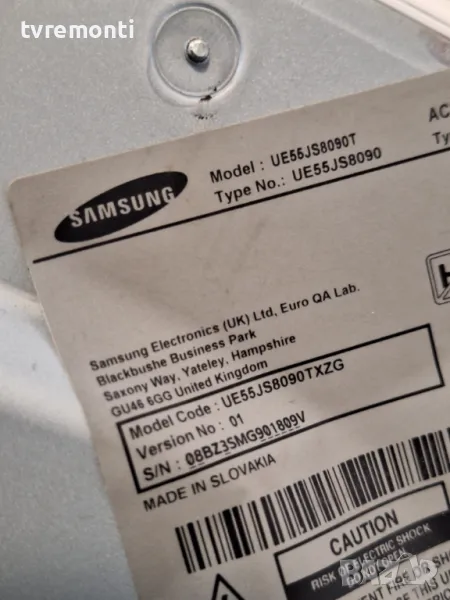 tvremonti
SAMSUNG
Model : UE55JS8090T
Type No.: UE55JS8090
AC
Ty
H
Samsung Electronics (UK) Ltd, Euro QA Lab.
Blackbushe Business Park
Saxony Way, Yateley, Hampshire
GU46 6GG United Kingdom
Model Code : UE55JS8090TXZG
Version No : 01
S/N : 08BZ3SMG901809V
MADE IN SLOVAKIA
CAUTION
RISK OF ELECTRIC SHOCK
DO NOT OPEN